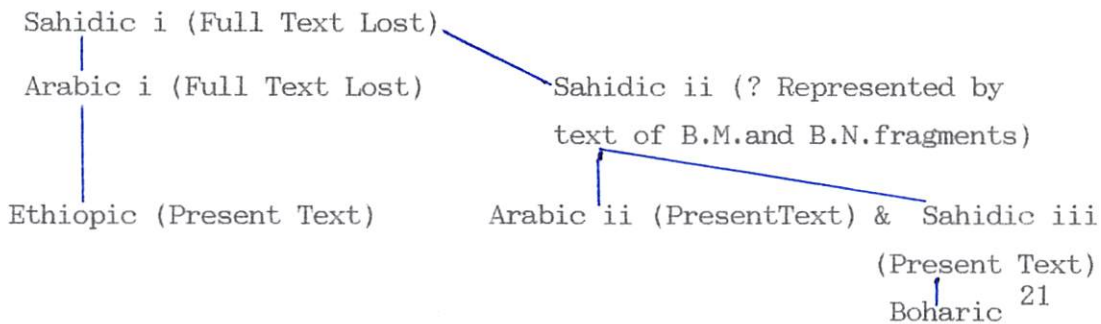 Sahidic i (Full Text Lost)
Arabic i (Full Text Lost)
Sahidic ii (? Represented by
text of B.M.and B.N.fragments)
Ethiopic (Present Text)
Arabic ii (PresentText) & Sahidic iii
(Present Text)
Boharic 21